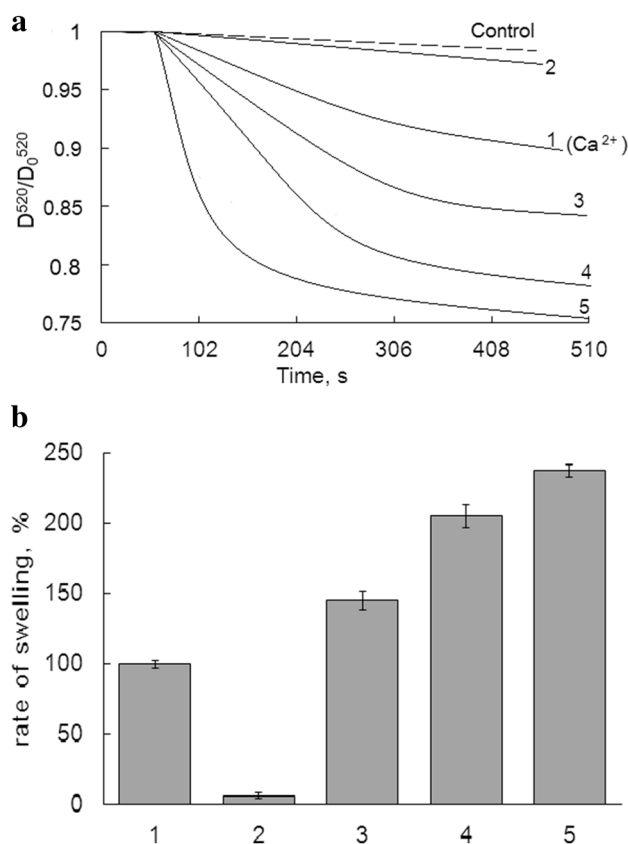 a
D⁵²⁰/D₀⁵²⁰
1
0.95
0.9
0.85
0.8
0.75
Control
2
1 (Ca²⁺)
3
4
5
0 102 204 306 408 510
Time, s
b
rate of swelling, %
250
200
150
100
50
0
1 2 3 4 5